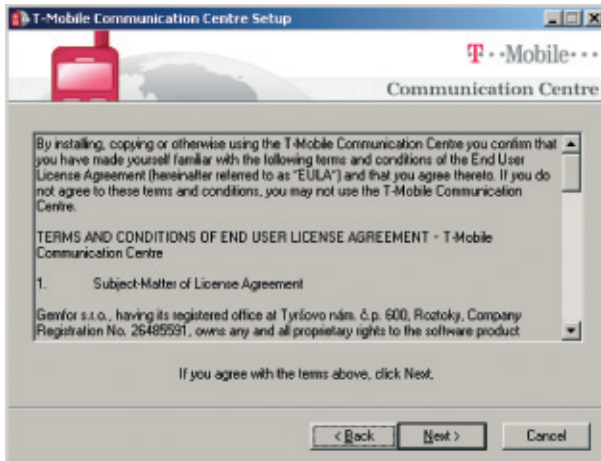 T-Mobile Communication Centre Setup
T··Mobile···
Communication Centre
By installing, copying or otherwise using the T-Mobile Communication Centre you confirm that
you have made yourself familiar with the following terms and conditions of the End User
License Agreement (hereinafter referred to as "EULA") and that you agree thereto. If you do
not agree to these terms and conditions, you may not use the T-Mobile Communication
Centre.
TERMS AND CONDITIONS OF END USER LICENSE AGREEMENT - T-Mobile
Communication Centre
1. Subject-Matter of License Agreement
Gemfor s.r.o., having its registered office at Tyršovo nám. č.p. 600, Roztoky, Company
Registration No. 26485591, owns any and all proprietary rights to the software product
If you agree with the terms above, click Next.
< Back Next > Cancel